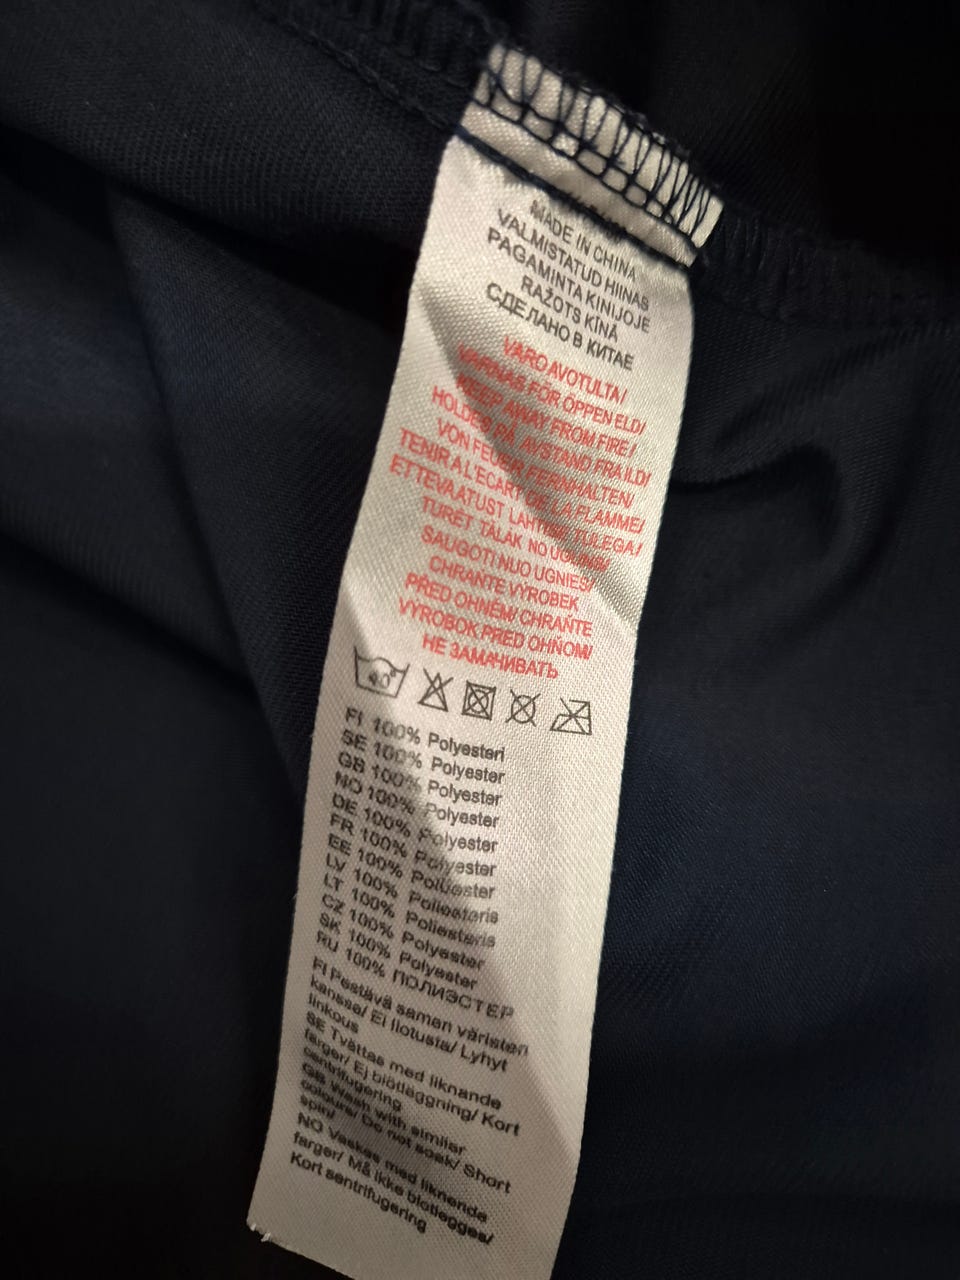 MADE IN CHINA
VALMISTATUD HIINAS
PAGAMINTA KINIJOJE
RAŽOTS KĪNĀ
СДЕЛАНО В КИТАЕ
VARO AVOTULTA/
VARNAS FÖR ÖPPEN ELD/
KEEP AWAY FROM FIRE/
HOLDES PÅ AVSTAND FRA ILD/
VON FEUER FERNHALTEN/
TENIR A L'ECART DE LA FLAMME/
ETTEVAATUST LAHTISE TULEGA/
TURĒT TĀLĀK NO UGUNS/
SAUGOTI NUO UGNIES/
CHRANTE VÝROBEK
PŘED OHNĚM/ CHRAŇTE
VÝROBOK PRED OHŇOM/
НЕ ЗАМАЧИВАТЬ
40°
FI 100% Polyesteri
SE 100% Polyester
GB 100% Polyester
NO 100% Polyester
DE 100% Polyester
FR 100% Polyester
EE 100% Polüester
LV 100% Poliesteris
LT 100% Poliesteris
CZ 100% Polyester
SK 100% Polyester
RU 100% ПОЛИЭСТЕР
FI Pestävä samen väristen
kanssa/ Ei liotusta/ Lyhyt
linkous
SE Tvättas med liknande
färger/ Ej blötläggning/ Kort
centrifugering
GB Wash with similar
colours/ Do not soak/ Short
spin/
NO Vaskes med liknende
farger/ Må ikke bløtlegges/
Kort sentrifugering